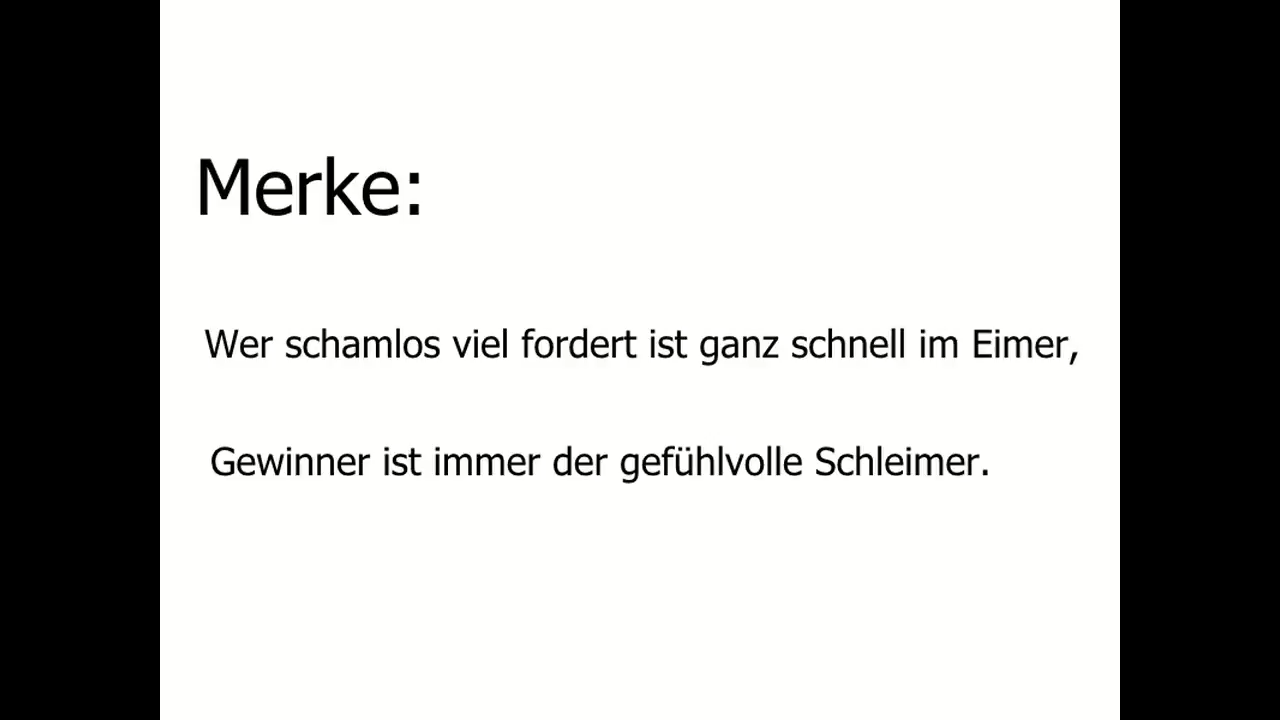 Merke:
Wer schamlos viel fordert ist ganz schnell im Eimer,
Gewinner ist immer der gefühlvolle Schleimer.